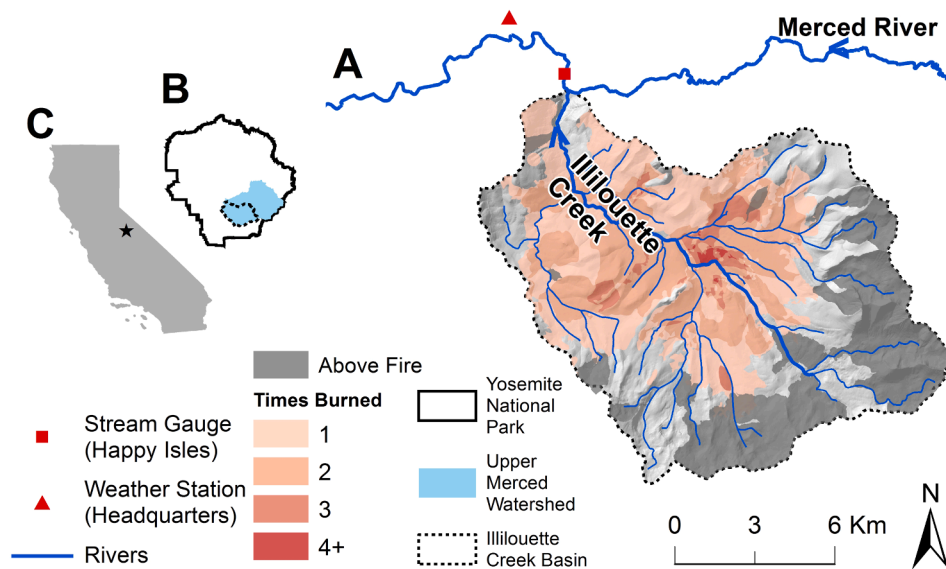 A
Merced River
B
C
Illilouette
Creek
Above Fire
Times Burned
1
2
3
4+
Stream Gauge
(Happy Isles)
Weather Station
(Headquarters)
Rivers
Yosemite
National
Park
Upper
Merced
Watershed
Illilouette
Creek Basin
0 3 6 Km
N